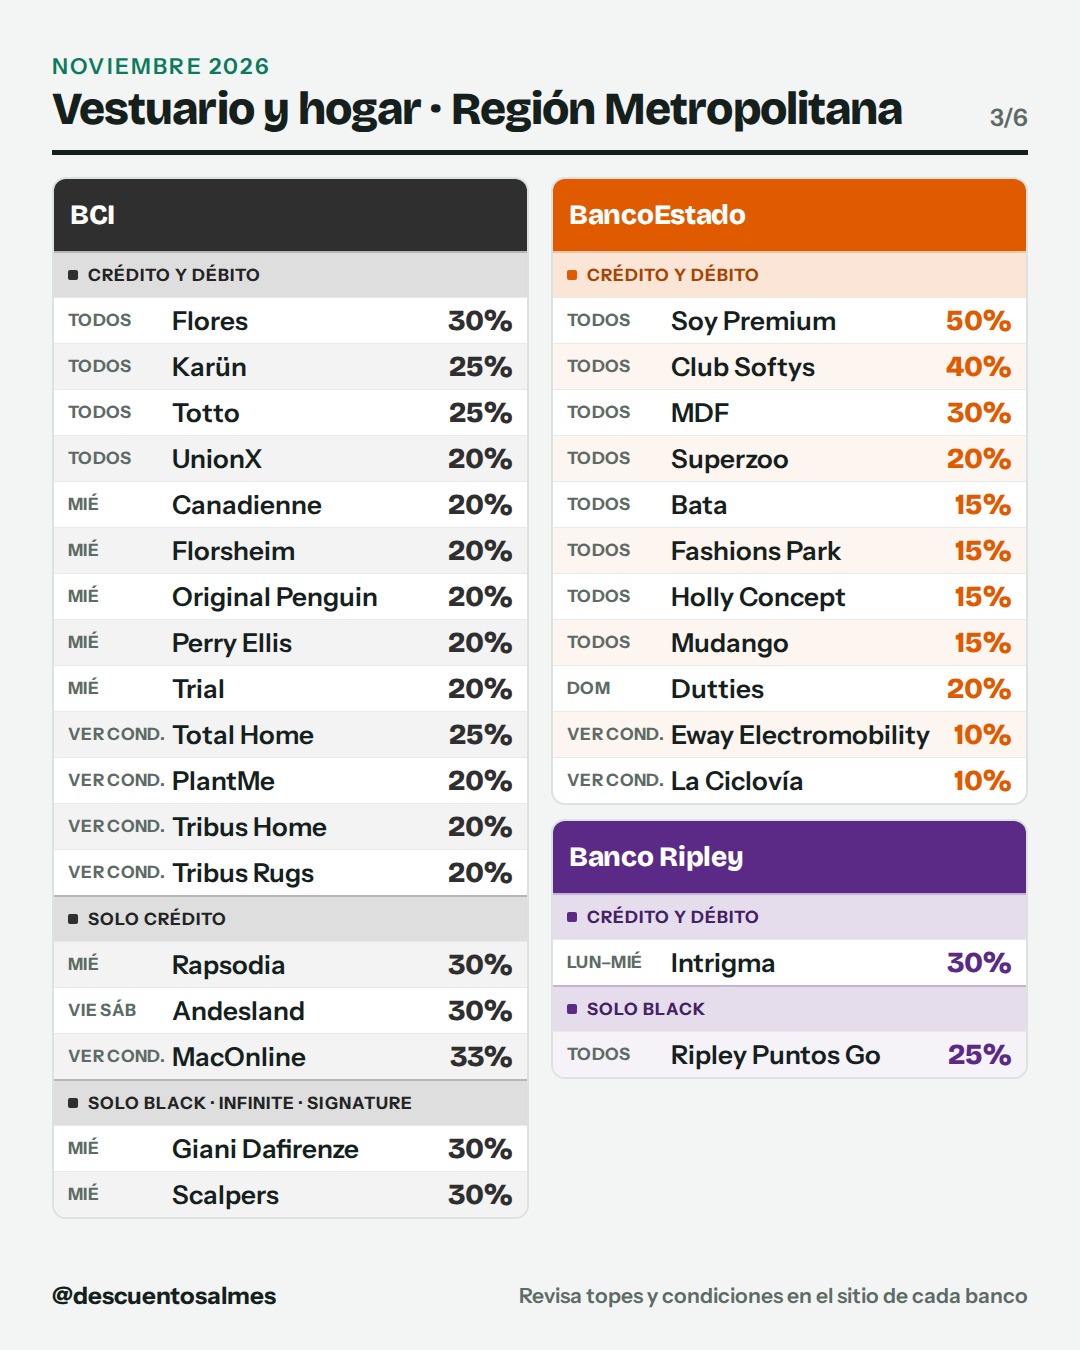 NOVIEMBRE 2026
Vestuario y hogar · Región Metropolitana
3/6
BCI
CRÉDITO Y DÉBITO
TODOS Flores 30%
TODOS Karün 25%
TODOS Totto 25%
TODOS UnionX 20%
MIÉ Canadienne 20%
MIÉ Florsheim 20%
MIÉ Original Penguin 20%
MIÉ Perry Ellis 20%
MIÉ Trial 20%
VER COND. Total Home 25%
VER COND. PlantMe 20%
VER COND. Tribus Home 20%
VER COND. Tribus Rugs 20%
SOLO CRÉDITO
MIÉ Rapsodia 30%
VIE SÁB Andesland 30%
VER COND. MacOnline 33%
SOLO BLACK · INFINITE · SIGNATURE
MIÉ Giani Dafirenze 30%
MIÉ Scalpers 30%
BancoEstado
CRÉDITO Y DÉBITO
TODOS Soy Premium 50%
TODOS Club Softys 40%
TODOS MDF 30%
TODOS Superzoo 20%
TODOS Bata 15%
TODOS Fashions Park 15%
TODOS Holly Concept 15%
TODOS Mudango 15%
DOM Dutties 20%
VER COND. Eway Electromobility 10%
VER COND. La Ciclovía 10%
Banco Ripley
CRÉDITO Y DÉBITO
LUN–MIÉ Intrigma 30%
SOLO BLACK
TODOS Ripley Puntos Go 25%
@descuentosalmes
Revisa topes y condiciones en el sitio de cada banco